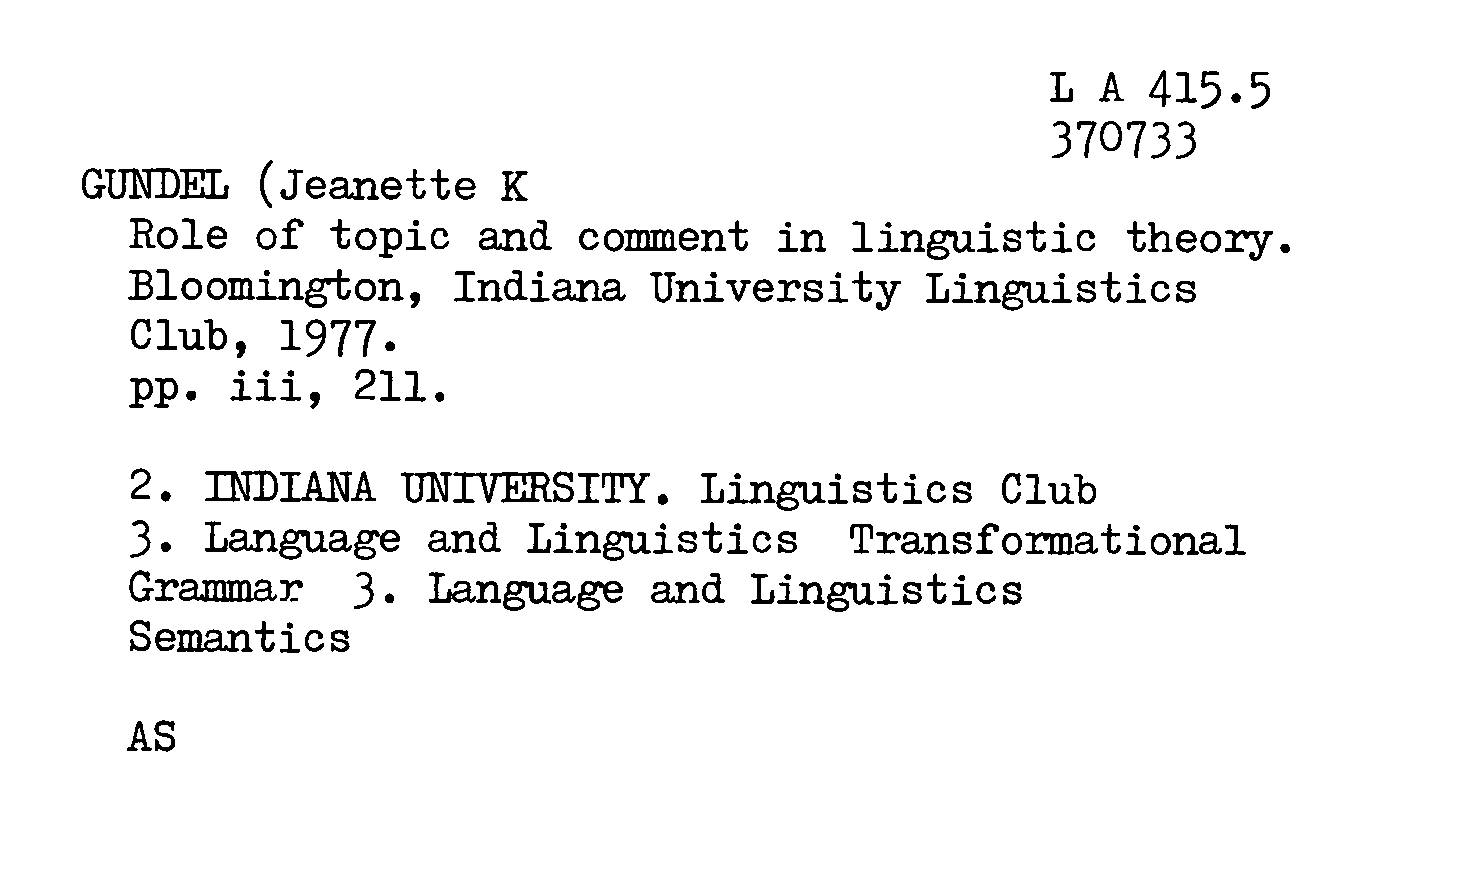 L A 415.5
370733
GUNDEL (Jeanette K
Role of topic and comment in linguistic theory.
Bloomington, Indiana University Linguistics
Club, 1977.
pp. iii, 211.
2. INDIANA UNIVERSITY. Linguistics Club
3. Language and Linguistics Transformational
Grammar 3. Language and Linguistics
Semantics
AS